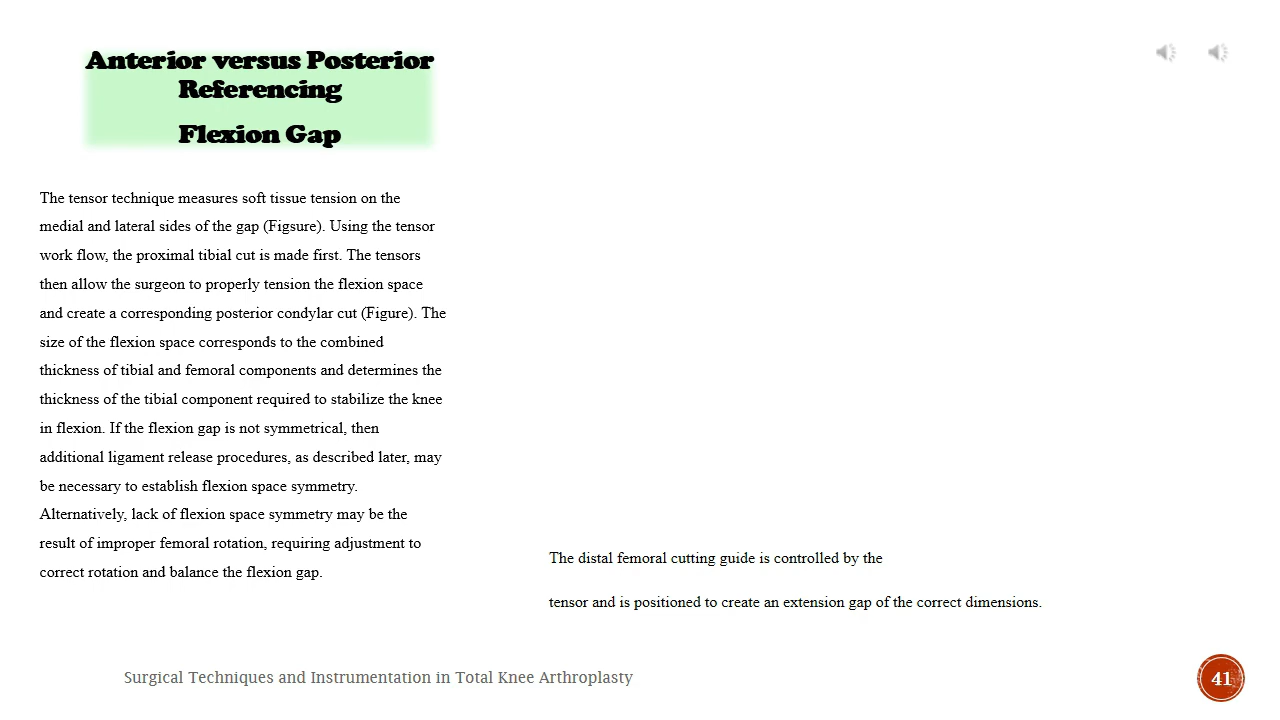 Anterior versus Posterior
Referencing
Flexion Gap
The tensor technique measures soft tissue tension on the
medial and lateral sides of the gap (Figsure). Using the tensor
work flow, the proximal tibial cut is made first. The tensors
then allow the surgeon to properly tension the flexion space
and create a corresponding posterior condylar cut (Figure). The
size of the flexion space corresponds to the combined
thickness of tibial and femoral components and determines the
thickness of the tibial component required to stabilize the knee
in flexion. If the flexion gap is not symmetrical, then
additional ligament release procedures, as described later, may
be necessary to establish flexion space symmetry.
Alternatively, lack of flexion space symmetry may be the
result of improper femoral rotation, requiring adjustment to
correct rotation and balance the flexion gap.
The distal femoral cutting guide is controlled by the
tensor and is positioned to create an extension gap of the correct dimensions.
Surgical Techniques and Instrumentation in Total Knee Arthroplasty
41